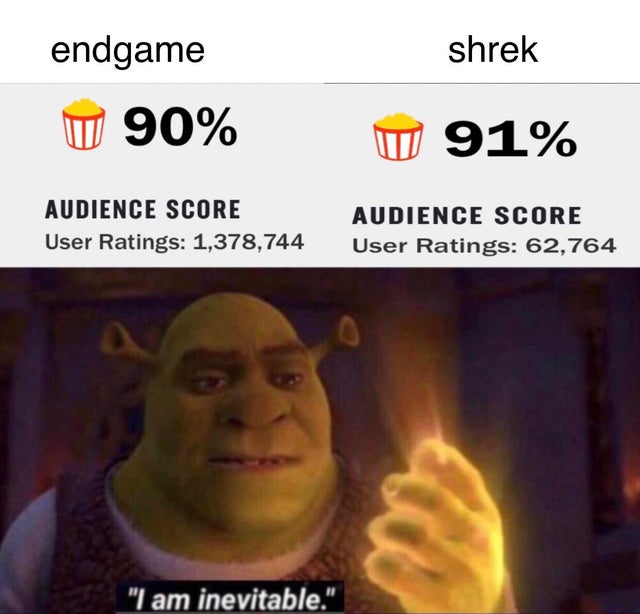 endgame
shrek
90%
91%
AUDIENCE SCORE
User Ratings: 1,378,744
AUDIENCE SCORE
User Ratings: 62,764
"I am inevitable."